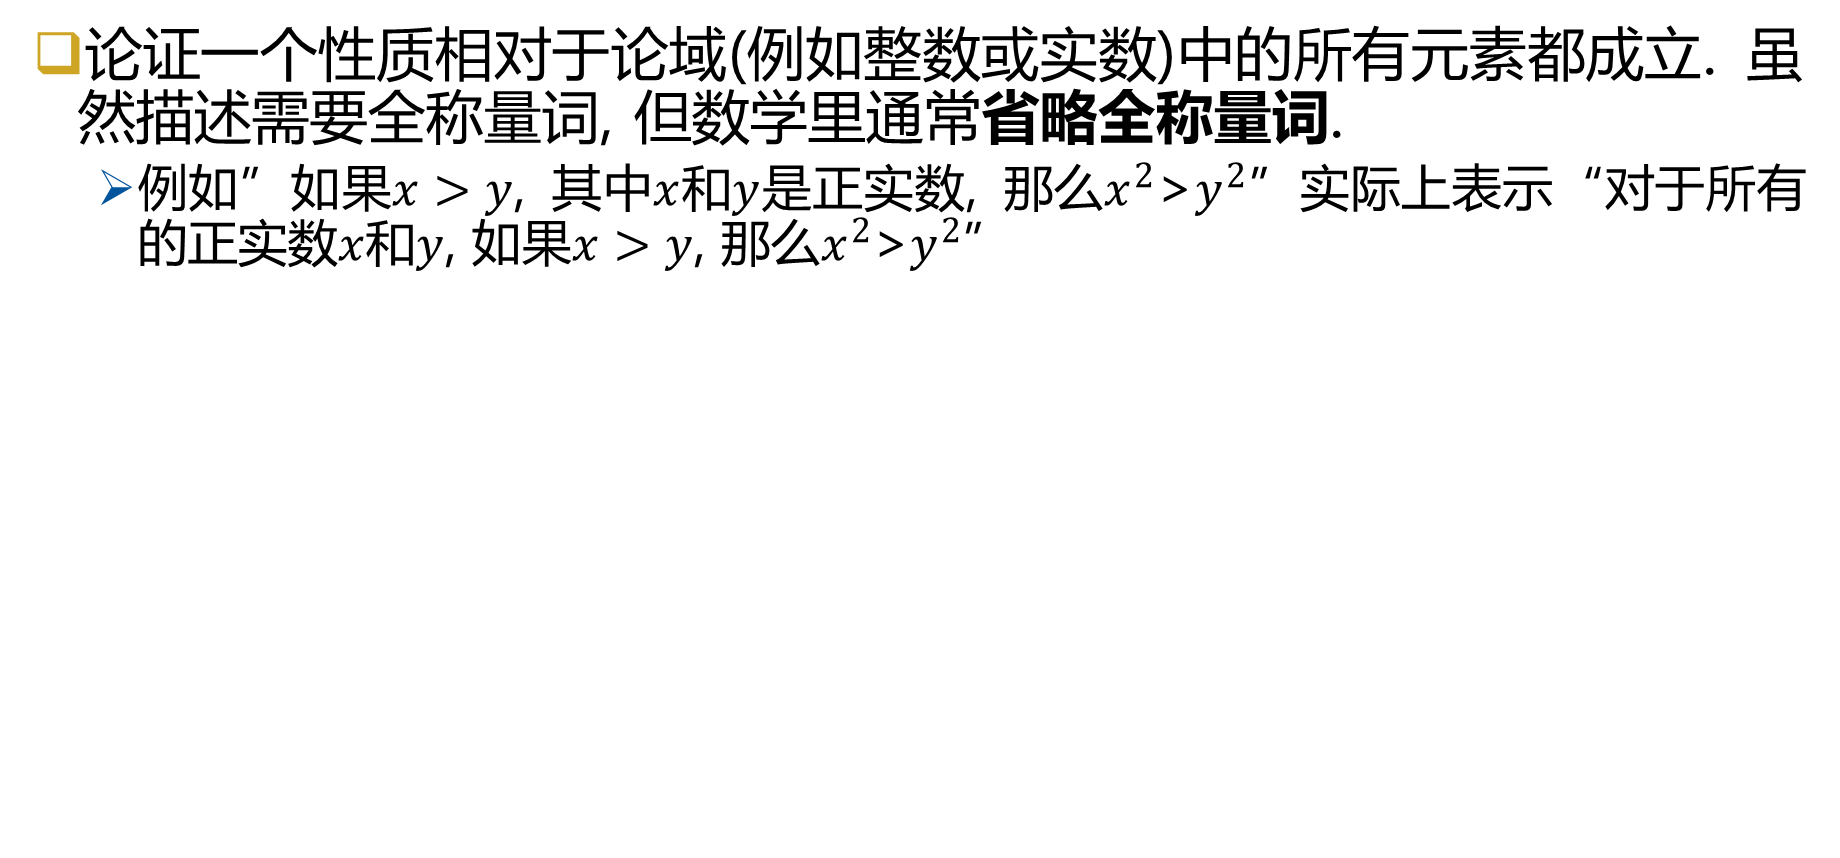 论证一个性质相对于论域(例如整数或实数)中的所有元素都成立. 虽
然描述需要全称量词, 但数学里通常省略全称量词.
例如”如果x > y, 其中x和y是正实数, 那么x²>y²”实际上表示“对于所有
的正实数x和y, 如果x > y, 那么x²>y²”